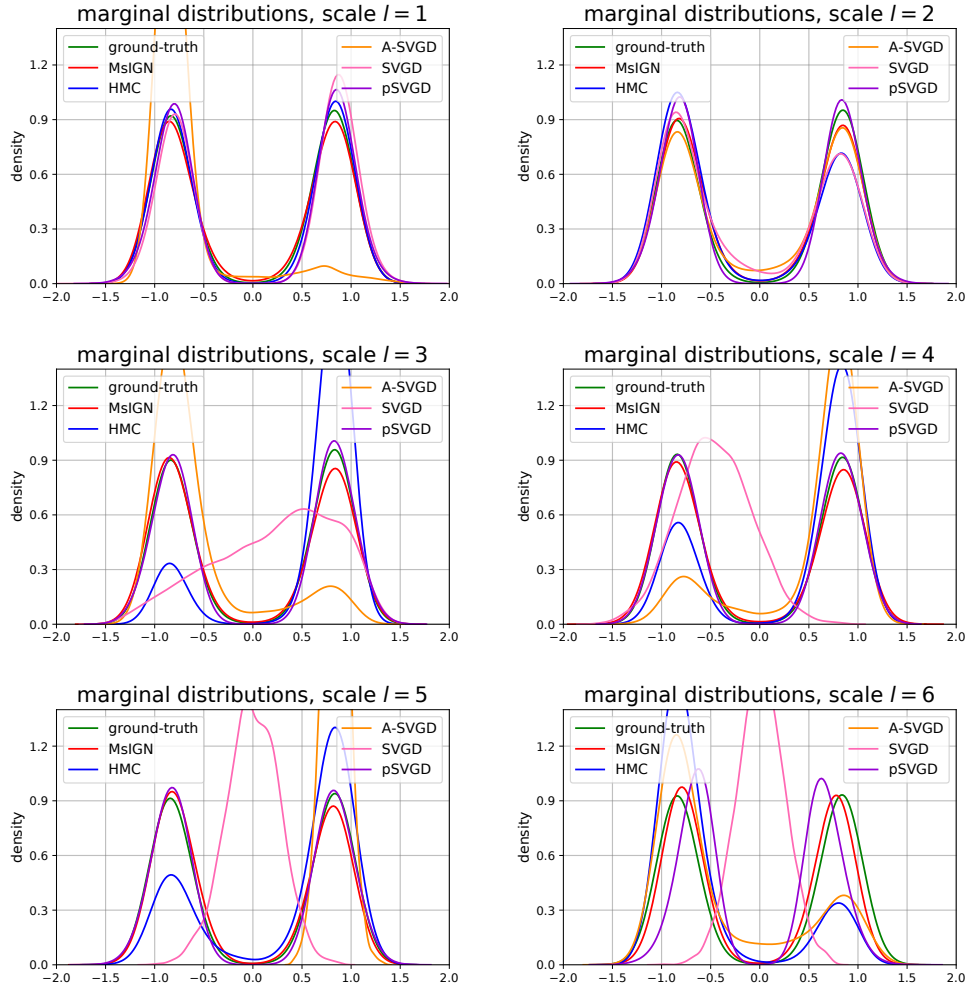 marginal distributions, scale l = 1
ground-truth
MsIGN
HMC
A-SVGD
SVGD
pSVGD
density
1.2
0.9
0.6
0.3
0.0
−2.0 −1.5 −1.0 −0.5 0.0 0.5 1.0 1.5 2.0
marginal distributions, scale l = 2
ground-truth
MsIGN
HMC
A-SVGD
SVGD
pSVGD
density
1.2
0.9
0.6
0.3
0.0
−2.0 −1.5 −1.0 −0.5 0.0 0.5 1.0 1.5 2.0
marginal distributions, scale l = 3
ground-truth
MsIGN
HMC
A-SVGD
SVGD
pSVGD
density
1.2
0.9
0.6
0.3
0.0
−2.0 −1.5 −1.0 −0.5 0.0 0.5 1.0 1.5 2.0
marginal distributions, scale l = 4
ground-truth
MsIGN
HMC
A-SVGD
SVGD
pSVGD
density
1.2
0.9
0.6
0.3
0.0
−2.0 −1.5 −1.0 −0.5 0.0 0.5 1.0 1.5 2.0
marginal distributions, scale l = 5
ground-truth
MsIGN
HMC
A-SVGD
SVGD
pSVGD
density
1.2
0.9
0.6
0.3
0.0
−2.0 −1.5 −1.0 −0.5 0.0 0.5 1.0 1.5 2.0
marginal distributions, scale l = 6
ground-truth
MsIGN
HMC
A-SVGD
SVGD
pSVGD
density
1.2
0.9
0.6
0.3
0.0
−2.0 −1.5 −1.0 −0.5 0.0 0.5 1.0 1.5 2.0